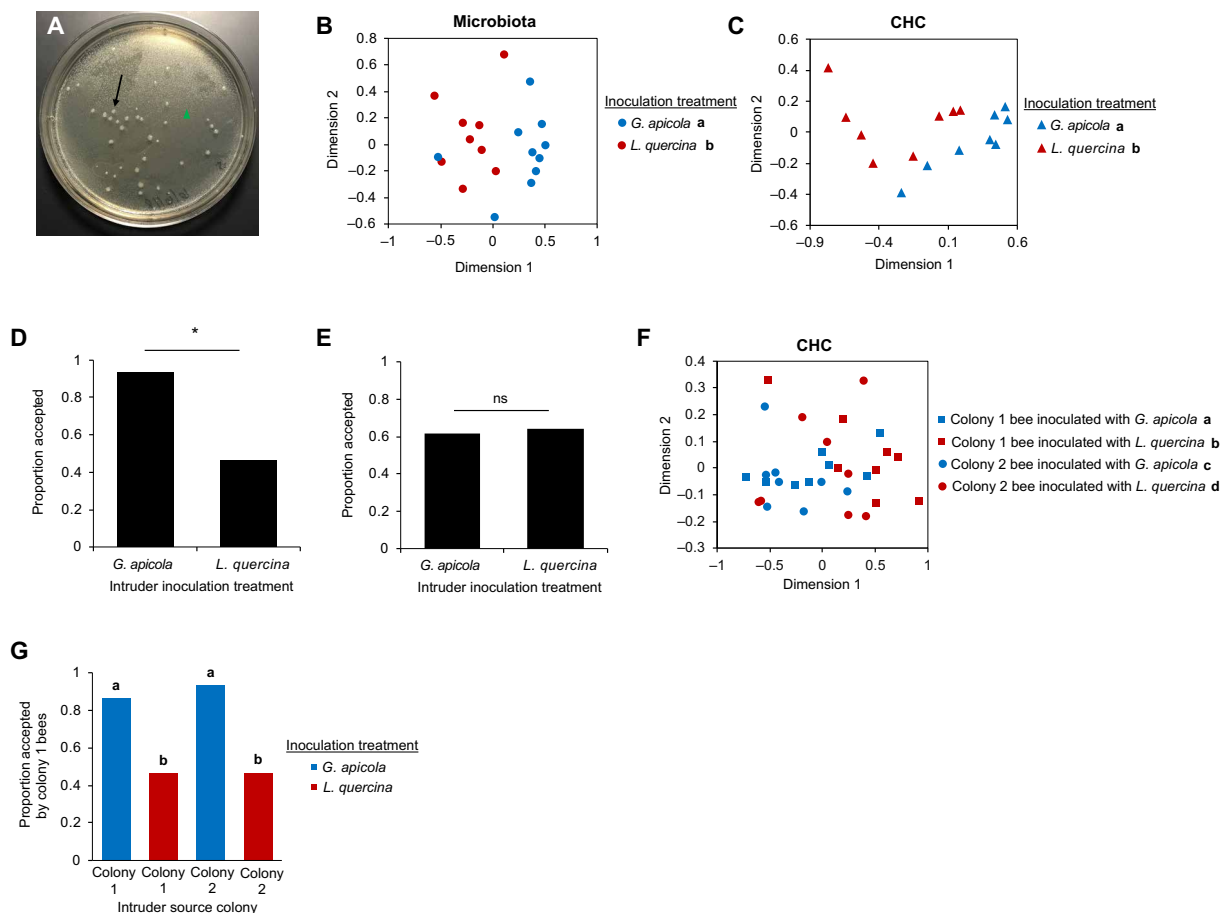 A
B
Microbiota
0.8
0.6
0.4
0.2
0
–0.2
–0.4
–0.6
–1
–0.5
0
0.5
1
Dimension 2
Dimension 1
Inoculation treatment
G. apicola a
L. quercina b
C
CHC
0.6
0.4
0.2
0
–0.2
–0.4
–0.6
–0.9
–0.4
0.1
0.6
Dimension 2
Dimension 1
Inoculation treatment
G. apicola a
L. quercina b
D
*
1
0.8
0.6
0.4
0.2
0
Proportion accepted
G. apicola
L. quercina
Intruder inoculation treatment
E
ns
1
0.8
0.6
0.4
0.2
0
Proportion accepted
G. apicola
L. quercina
Intruder inoculation treatment
F
CHC
0.4
0.3
0.2
0.1
0
–0.1
–0.2
–0.3
–1
–0.5
0
0.5
1
Dimension 2
Dimension 1
Colony 1 bee inoculated with G. apicola a
Colony 1 bee inoculated with L. quercina b
Colony 2 bee inoculated with G. apicola c
Colony 2 bee inoculated with L. quercina d
G
1
0.8
0.6
0.4
0.2
0
Proportion accepted
by colony 1 bees
a
b
a
b
Colony Colony Colony Colony
1 1 2 2
Intruder source colony
Inoculation treatment
G. apicola
L. quercina